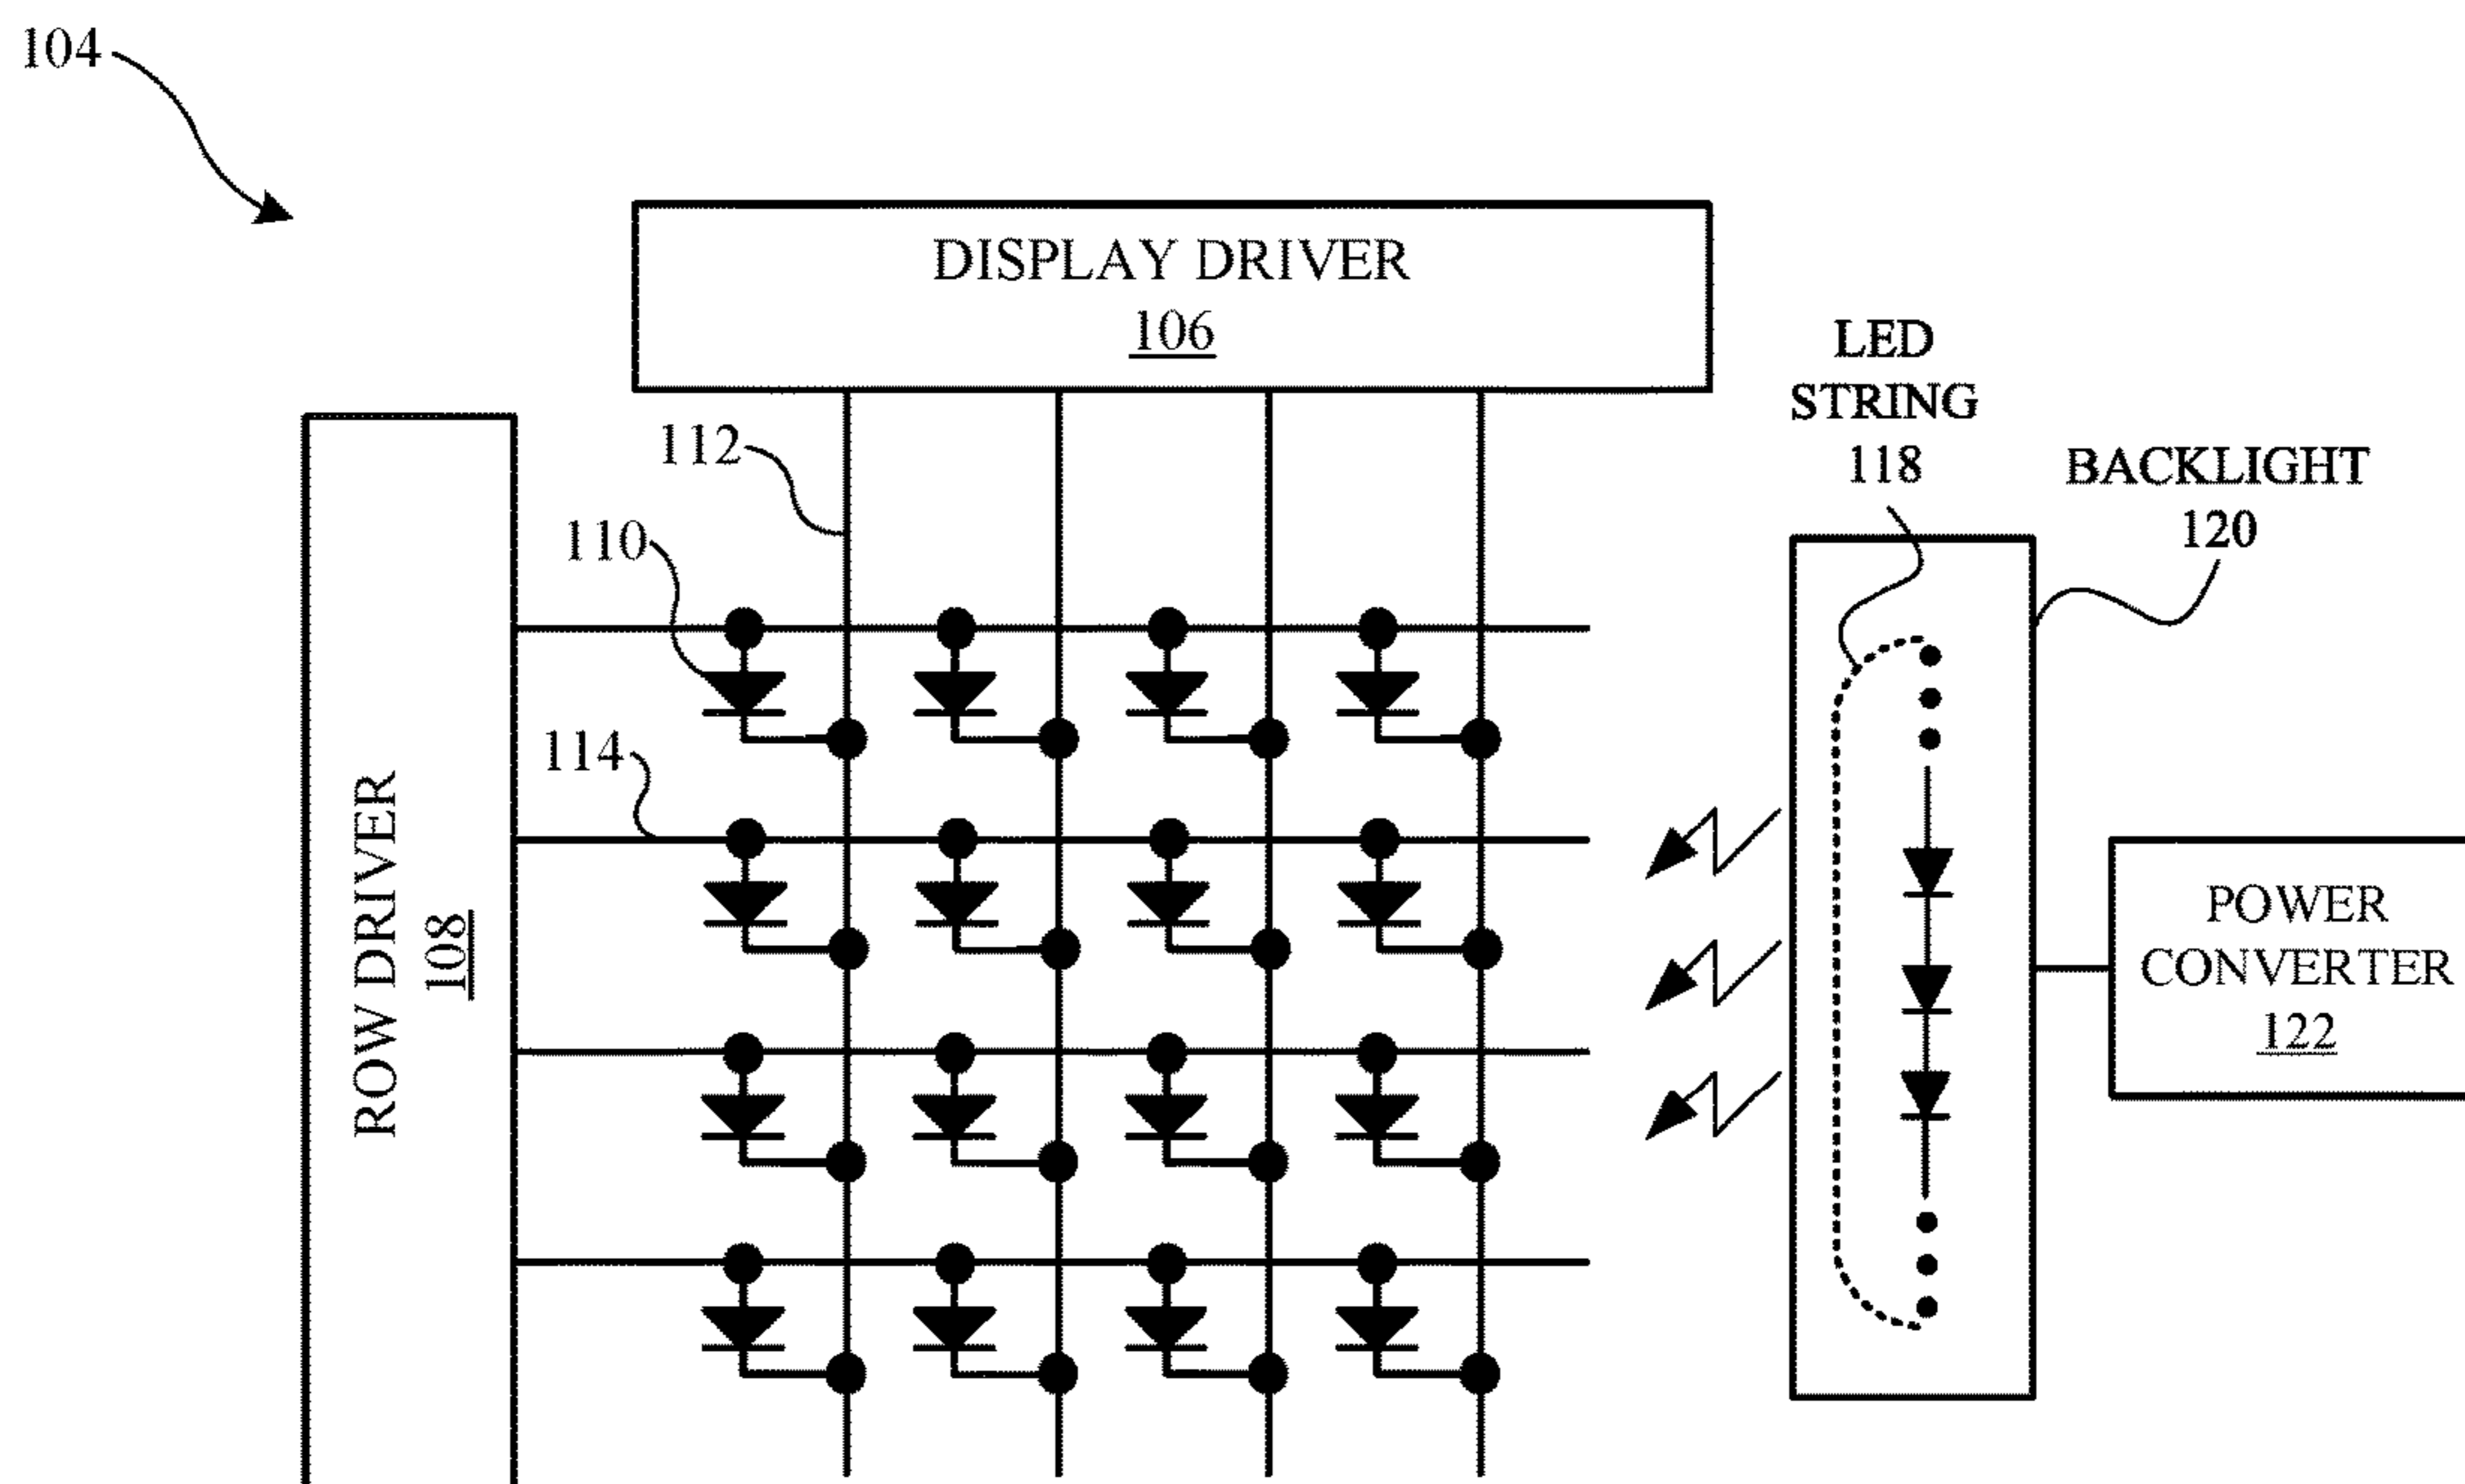 104
DISPLAY DRIVER
106
LED
STRING
118
BACKLIGHT
120
112
110
114
ROW DRIVER
108
POWER
CONVERTER
122